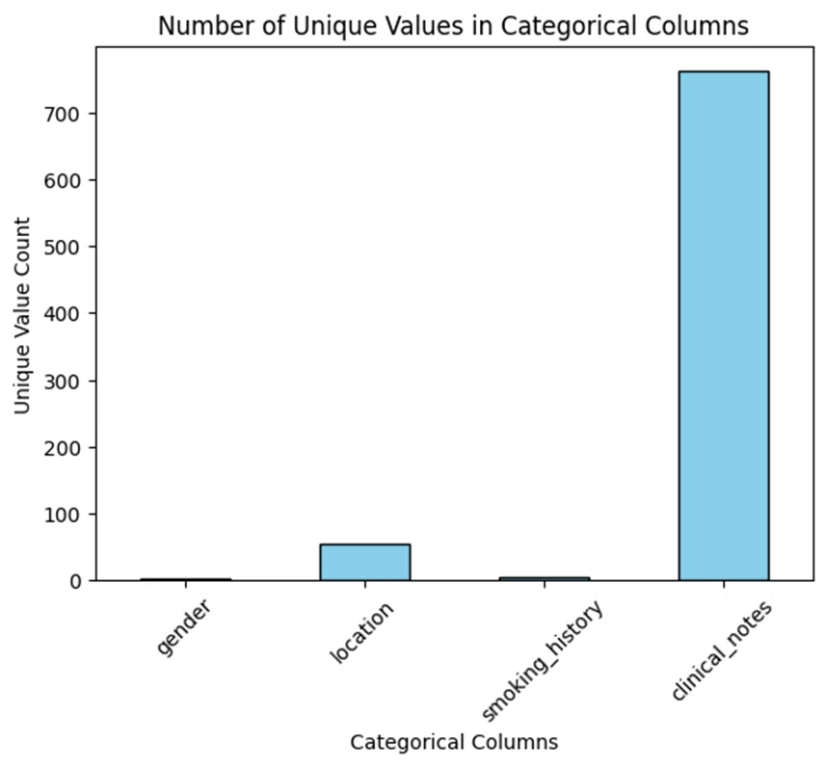 Number of Unique Values in Categorical Columns
Unique Value Count
700
600
500
400
300
200
100
0
gender
location
smoking_history
clinical_notes
Categorical Columns